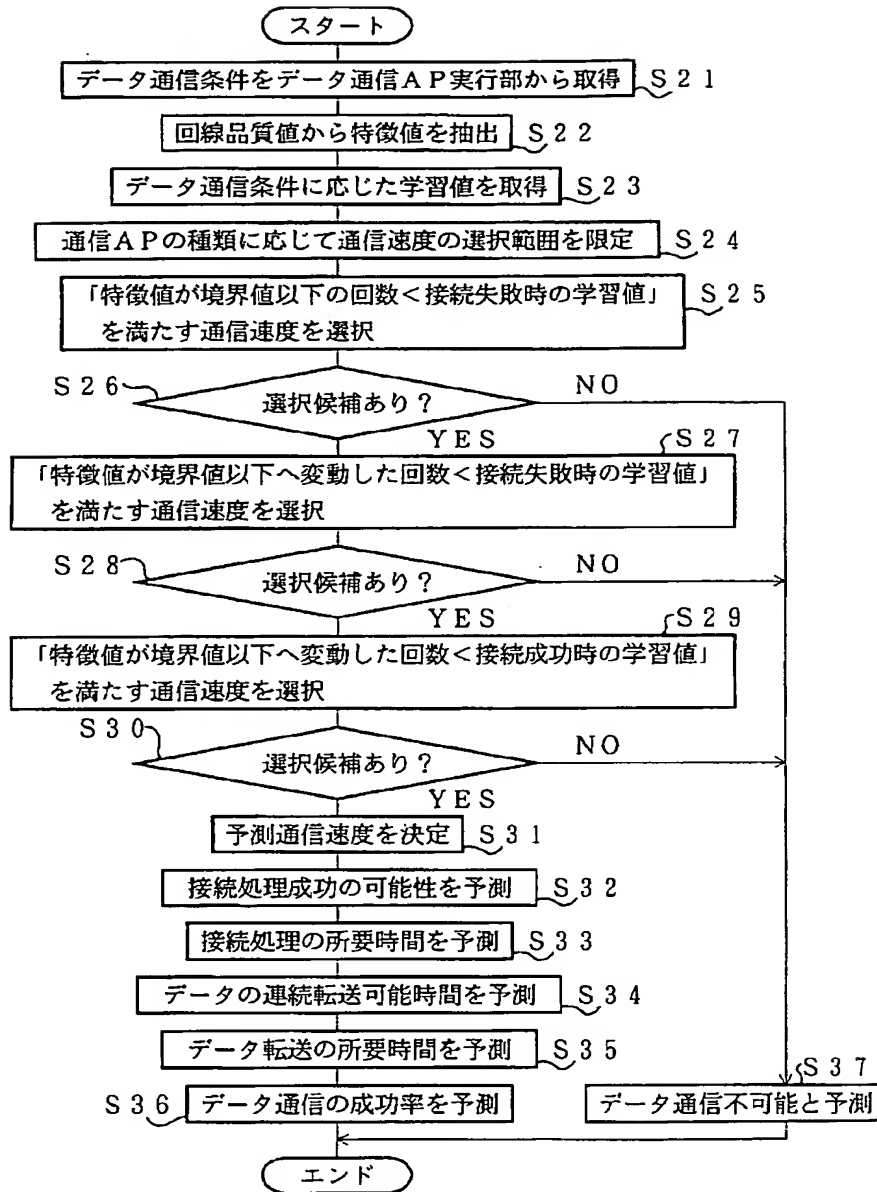 スタート
データ通信条件をデータ通信AP実行部から取得
S21
回線品質値から特徴値を抽出
S22
データ通信条件に応じた学習値を取得
S23
通信APの種類に応じて通信速度の選択範囲を限定
S24
「特徴値が境界値以下の回数<接続失敗時の学習値」
を満たす通信速度を選択
S25
S26
選択候補あり?
NO
YES
S27
「特徴値が境界値以下へ変動した回数<接続失敗時の学習値」
を満たす通信速度を選択
S28
選択候補あり?
NO
YES
S29
「特徴値が境界値以下へ変動した回数<接続成功時の学習値」
を満たす通信速度を選択
S30
選択候補あり?
NO
YES
予測通信速度を決定
S31
接続処理成功の可能性を予測
S32
接続処理の所要時間を予測
S33
データの連続転送可能時間を予測
S34
データ転送の所要時間を予測
S35
S36
データ通信の成功率を予測
S37
データ通信不可能と予測
エンド